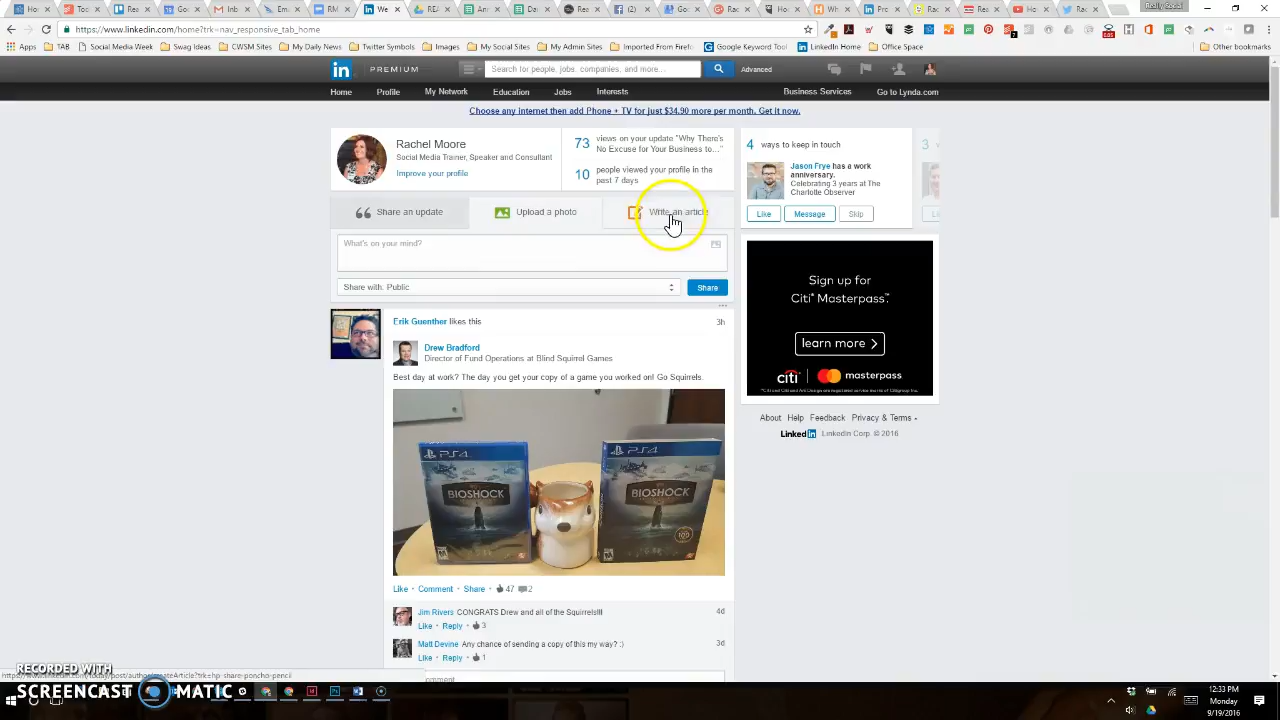 Really Social
https://www.linkedin.com/home?trk=nav_responsive_tab_home
Apps TAB Social Media Week Swag Ideas CWSM Sites My Daily News Twitter Symbols My Social Sites My Admin Sites Imported From Firefo Google Keyword Tool LinkedIn Home Office Space Other bookmarks
in PREMIUM Search for people, jobs, companies, and more... Advanced
Home Profile My Network Education Jobs Interests Business Services Go to Lynda.com
Choose any internet then add Phone + TV for just $34.90 more per month. Get it now.
Rachel Moore
Social Media Trainer, Speaker and Consultant
Improve your profile
73 views on your update "Why There's
No Excuse for Your Business to..."
10 people viewed your profile in the
past 7 days
4 ways to keep in touch
3
Jason Frye has a work
anniversary.
Celebrating 3 years at The
Charlotte Observer
Like Message Skip
Share an update Upload a photo Write an article
What's on your mind?
Share with: Public Share
Sign up for
Citi® Masterpass™.
learn more
citi masterpass
About Help Feedback Privacy & Terms
LinkedIn LinkedIn Corp. © 2016
Erik Guenther likes this 3h
Drew Bradford
Director of Fund Operations at Blind Squirrel Games
Best day at work? The day you get your copy of a game you worked on! Go Squirrels.
PS4 PS4
BIOSHOCK BIOSHOCK
Like Comment Share 47 2
Jim Rivers CONGRATS Drew and all of the Squirrels!!! 4d
Like Reply 3
Matt Devine Any chance of sending a copy of this my way? :) 3d
Like Reply 1
omment
RECORDED WITH
SCREENCAST MATIC
12:33 PM
Monday
9/19/2016